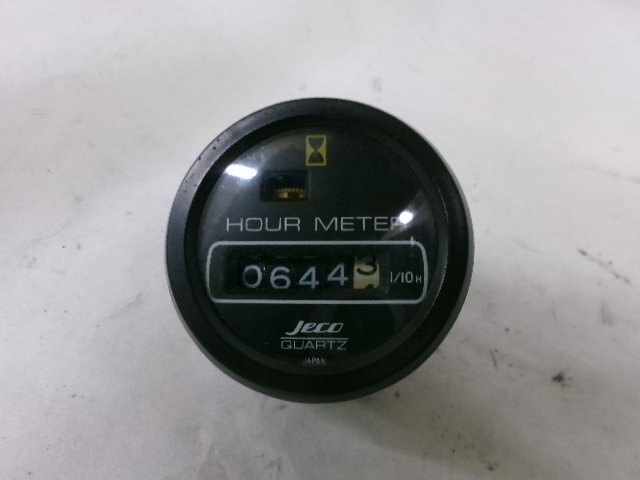 HOUR METER
06443 1/10H
Jeco
QUARTZ
JAPAN